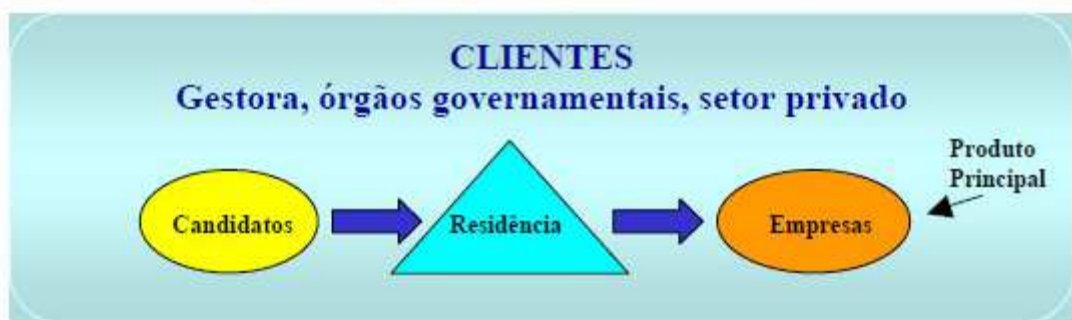 CLIENTES
Gestora, órgãos governamentais, setor privado
Produto
Principal
Candidatos
Residência
Empresas